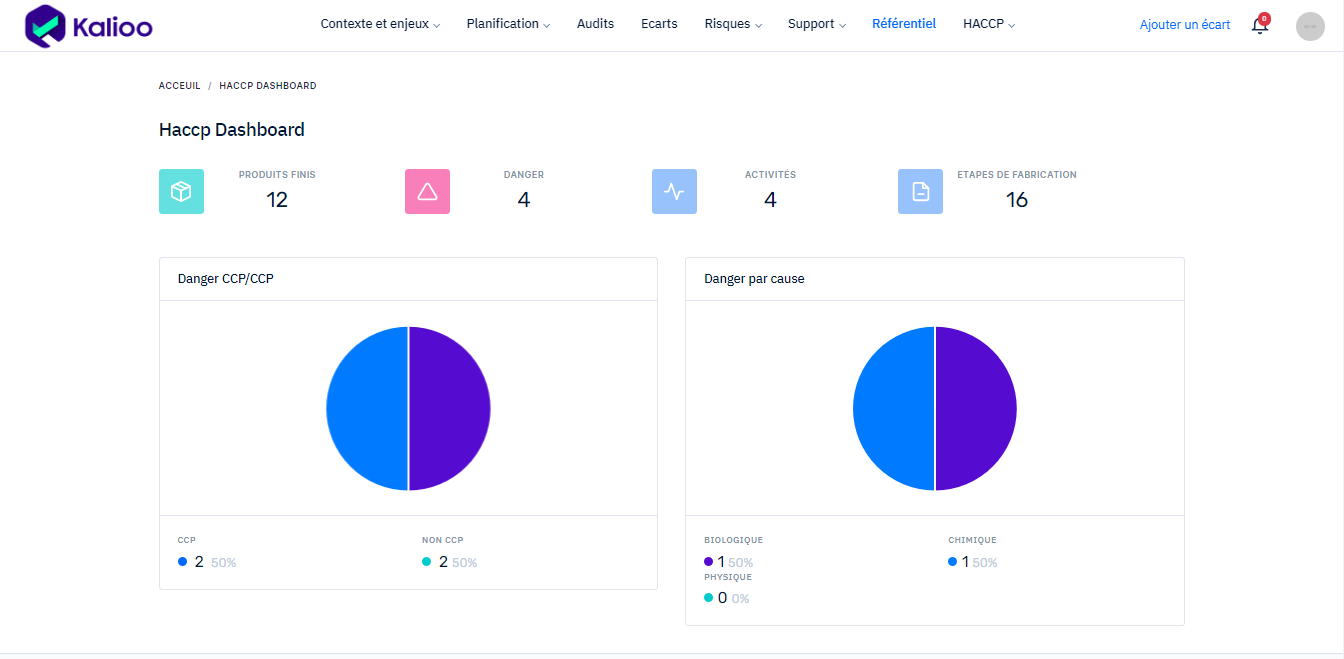 Kalioo
Contexte et enjeux Planification Audits Ecarts Risques Support Référentiel HACCP Ajouter un écart 0
ACCEUIL / HACCP DASHBOARD
Haccp Dashboard
PRODUITS FINIS
12
DANGER
4
ACTIVITÉS
4
ETAPES DE FABRICATION
16
Danger CCP/CCP
CCP
2 50%
NON CCP
2 50%
Danger par cause
BIOLOGIQUE
1 50%
CHIMIQUE
1 50%
PHYSIQUE
0 0%